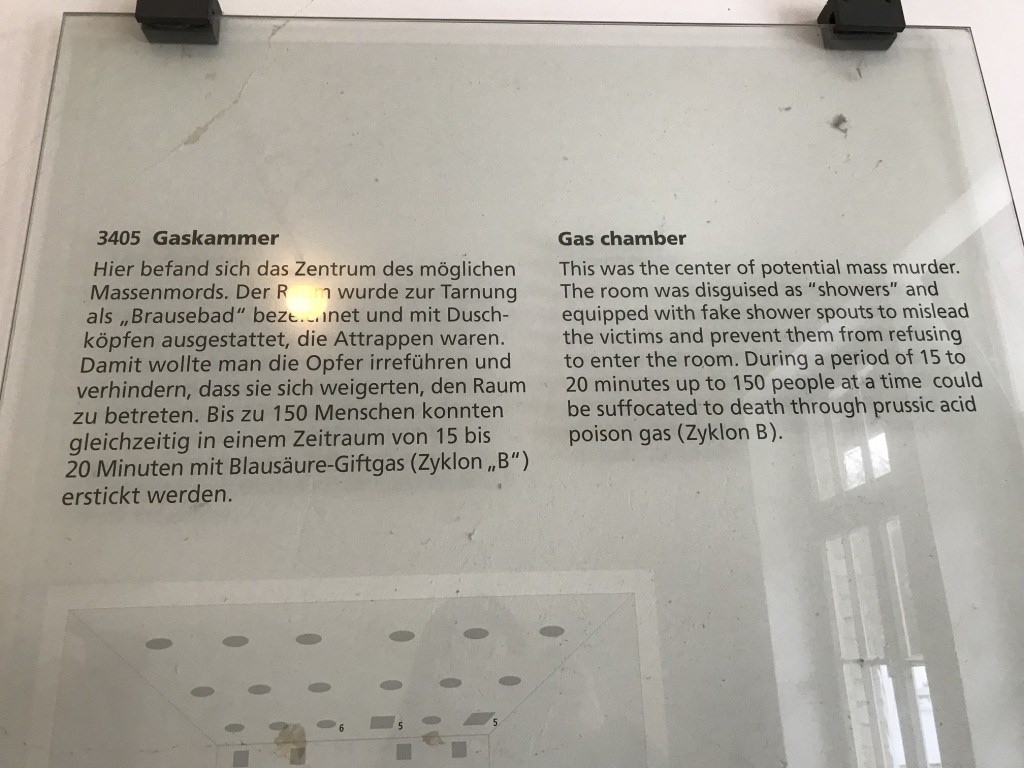 3405 Gaskammer
Hier befand sich das Zentrum des möglichen
Massenmords. Der wurde zur Tarnung
als „Brausebad“ bezeichnet und mit Dusch-
köpfen ausgestattet, die Attrappen waren.
Damit wollte man die Opfer irreführen und
verhindern, dass sie sich weigerten, den Raum
zu betreten. Bis zu 150 Menschen konnten
gleichzeitig in einem Zeitraum von 15 bis
20 Minuten mit Blausäure-Giftgas (Zyklon „B“)
erstickt werden.
Gas chamber
This was the center of potential mass murder.
The room was disguised as “showers” and
equipped with fake shower spouts to mislead
the victims and prevent them from refusing
to enter the room. During a period of 15 to
20 minutes up to 150 people at a time could
be suffocated to death through prussic acid
poison gas (Zyklon B).
6 5 5